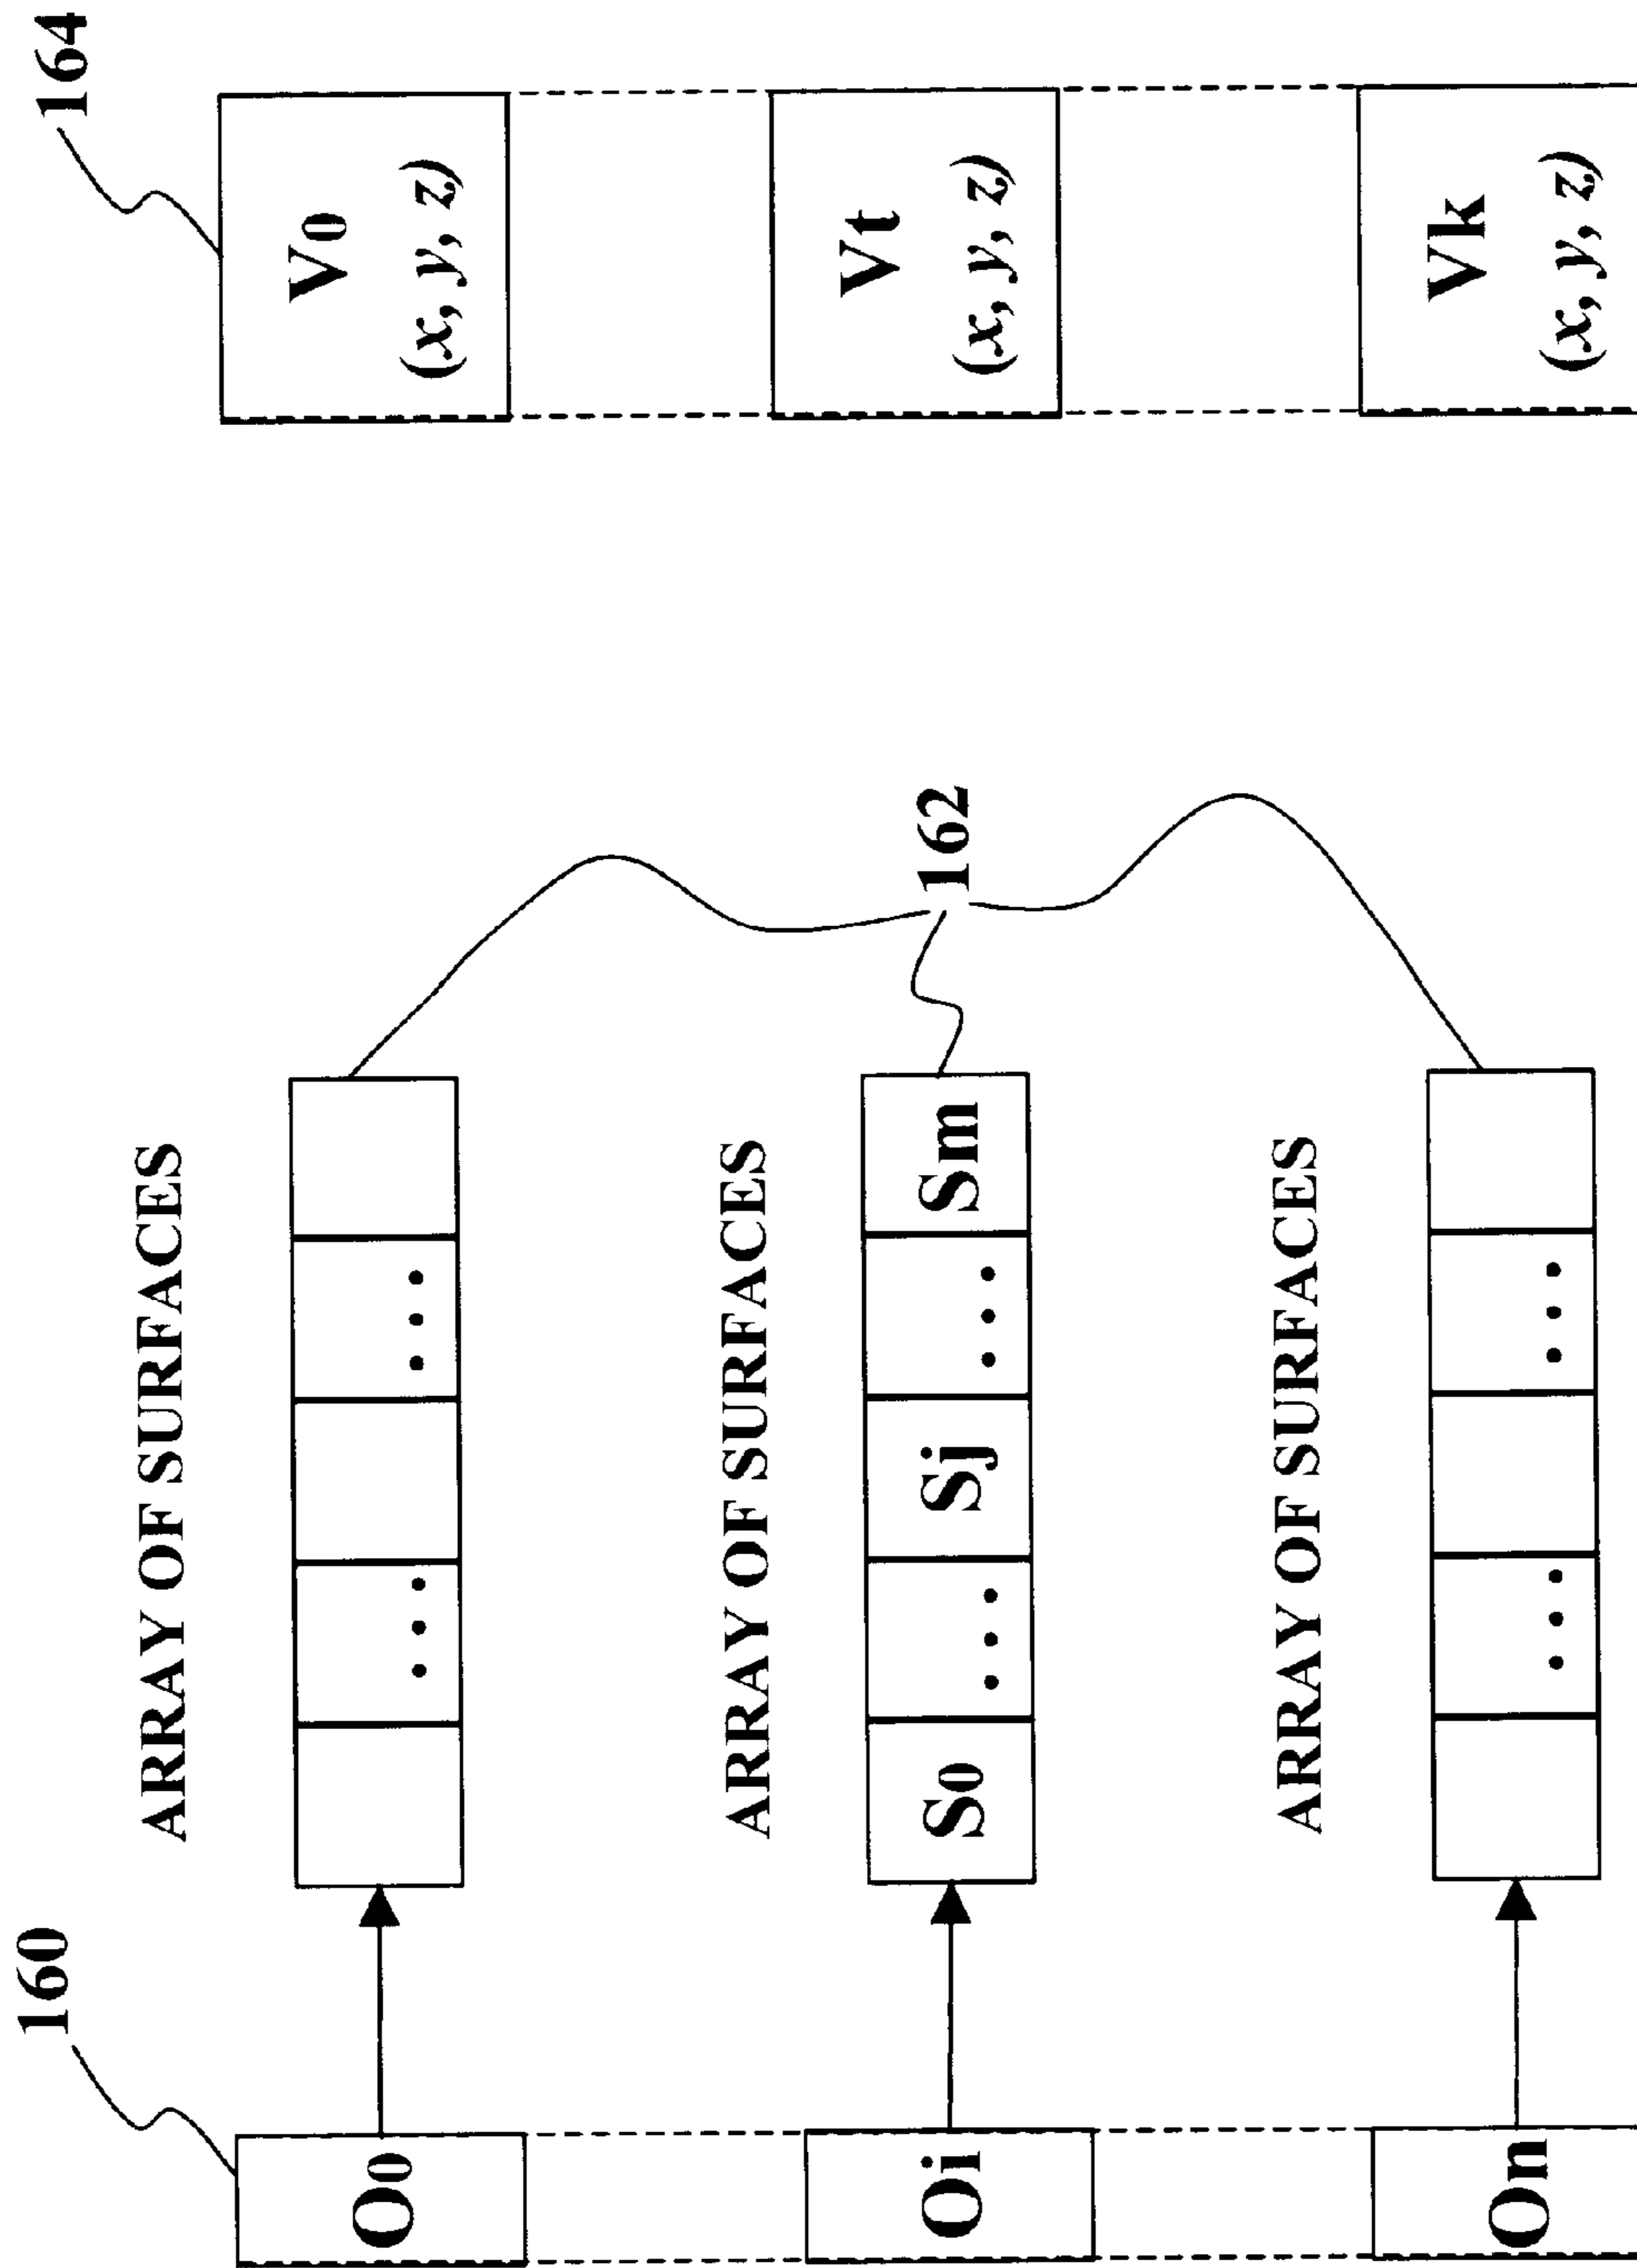 160
164
ARRAY OF SURFACES
O0
• • •
• • •
V0
(x, y, z)
ARRAY OF SURFACES
162
Oi
S0
• • •
Sj
• • •
Sm
Vt
(x, y, z)
ARRAY OF SURFACES
On
• • •
• • •
Vk
(x, y, z)